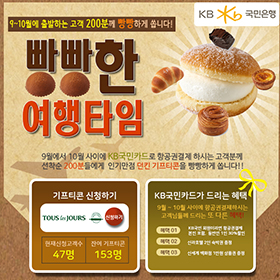 9~10월에 출발하는 고객 200분께 빵빵하게 쏩니다!
KB 국민은행
빵빵한
여행타임
9월에서 10월 사이에 KB국민카드로 항공권결제 하시는 고객분께
선착순 200분들에게 인기만점 던킨 기프티콘을 빵빵하게 쏩니다!
기프티콘 신청하기
TOUS les JOURS
신청하기
현재신청고객수
47명
잔여 기프티콘
153명
KB국민카드가 드리는 혜택
9월 ~ 10월 사이에 항공권결제하시는
고객님들께 드리는 또 다른
혜택 01
혜택 02
혜택 03